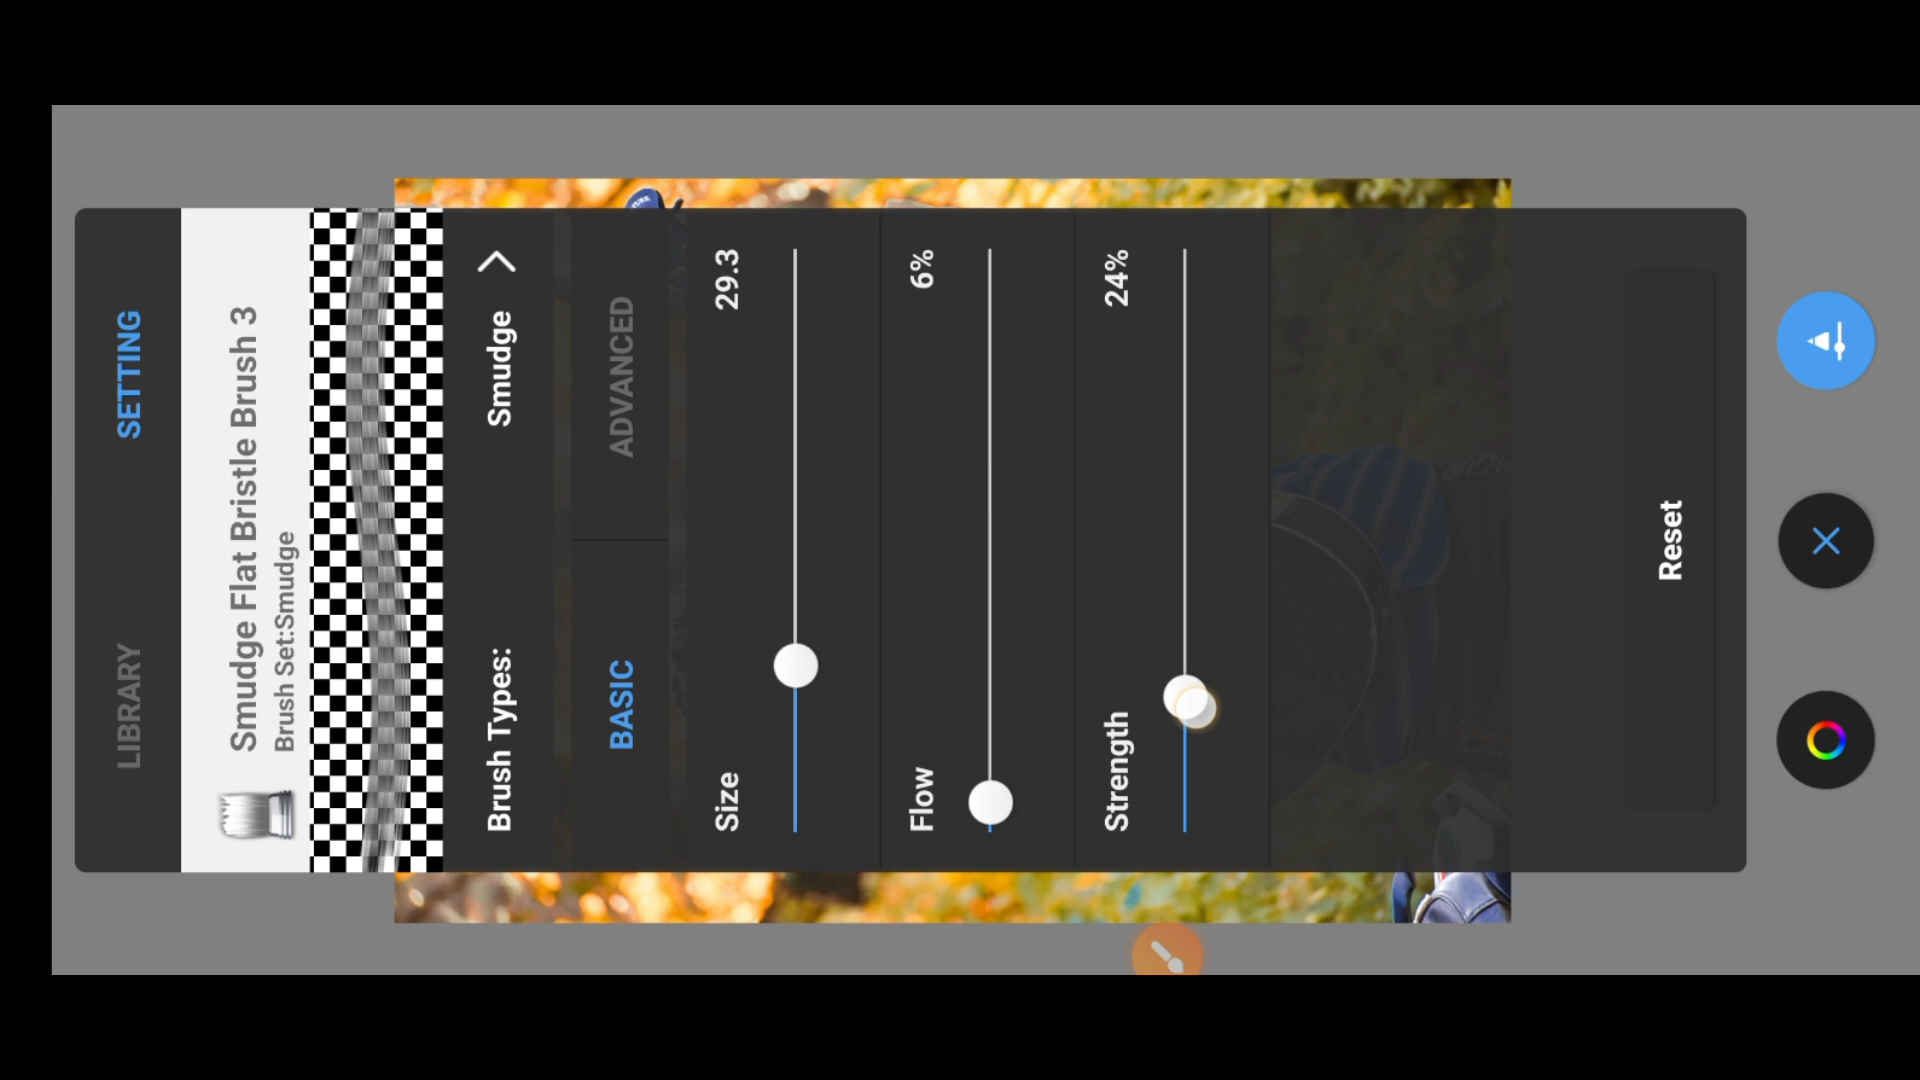 LIBRARY SETTING
Smudge Flat Bristle Brush 3
Brush Set:Smudge
Brush Types: Smudge
BASIC ADVANCED
Size 29.3
Flow 6%
Strength 24%
Reset